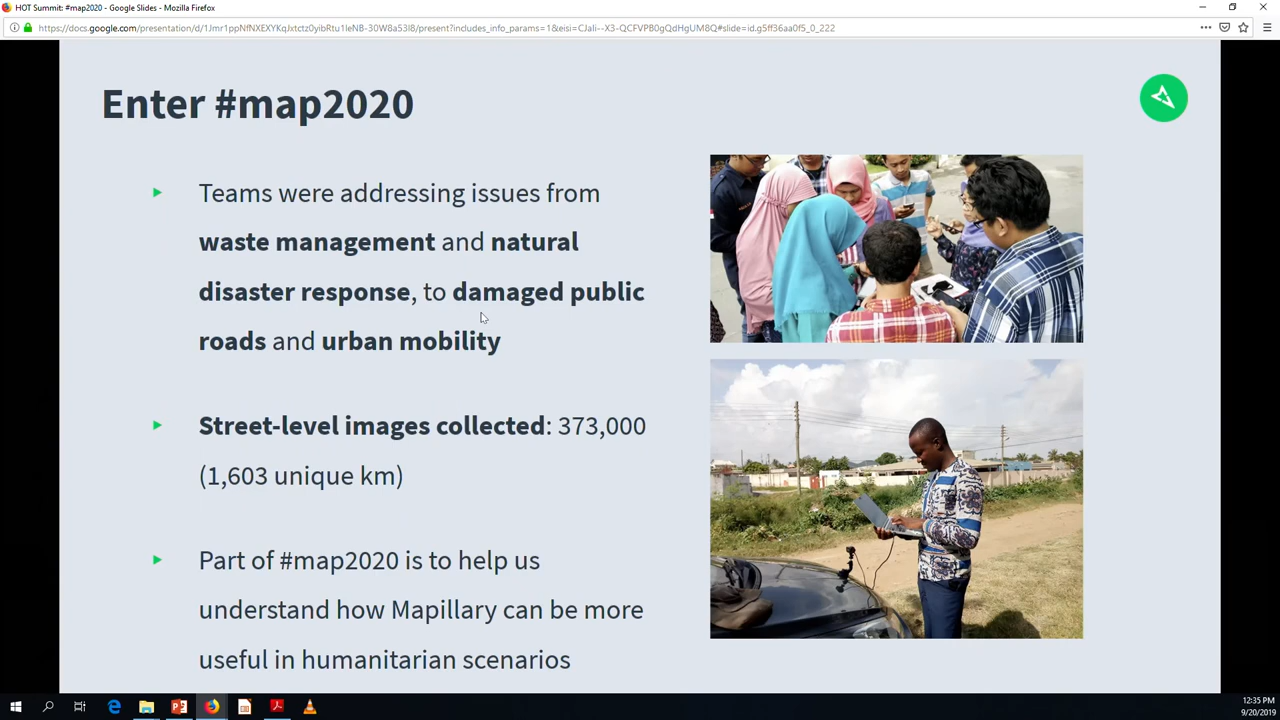 HOT Summit: #map2020 - Google Slides - Mozilla Firefox
https://docs.google.com/presentation/d/1Jmr1ppNfNXEXYKqJxtctz0yibRtu1leNB-30W8a53l8/present?includes_info_params=1&eisi=CJali--X3-QCFVPB0gQdHgUM8Q#slide=id.g5ff36aa0f5_0_222
Enter #map2020
Teams were addressing issues from
waste management and natural
disaster response, to damaged public
roads and urban mobility
Street-level images collected: 373,000
(1,603 unique km)
Part of #map2020 is to help us
understand how Mapillary can be more
useful in humanitarian scenarios
12:35 PM
9/20/2019